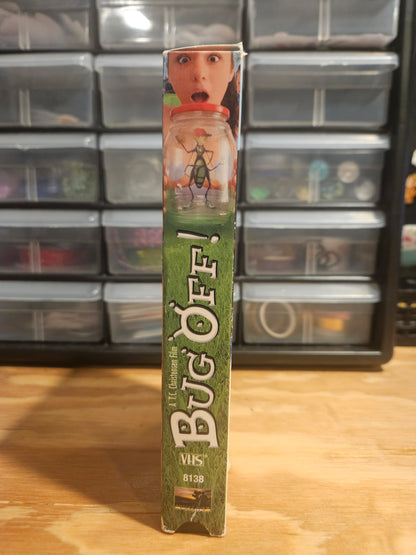 BUG OFF!
A T.C. Christensen Film
VHS
8138